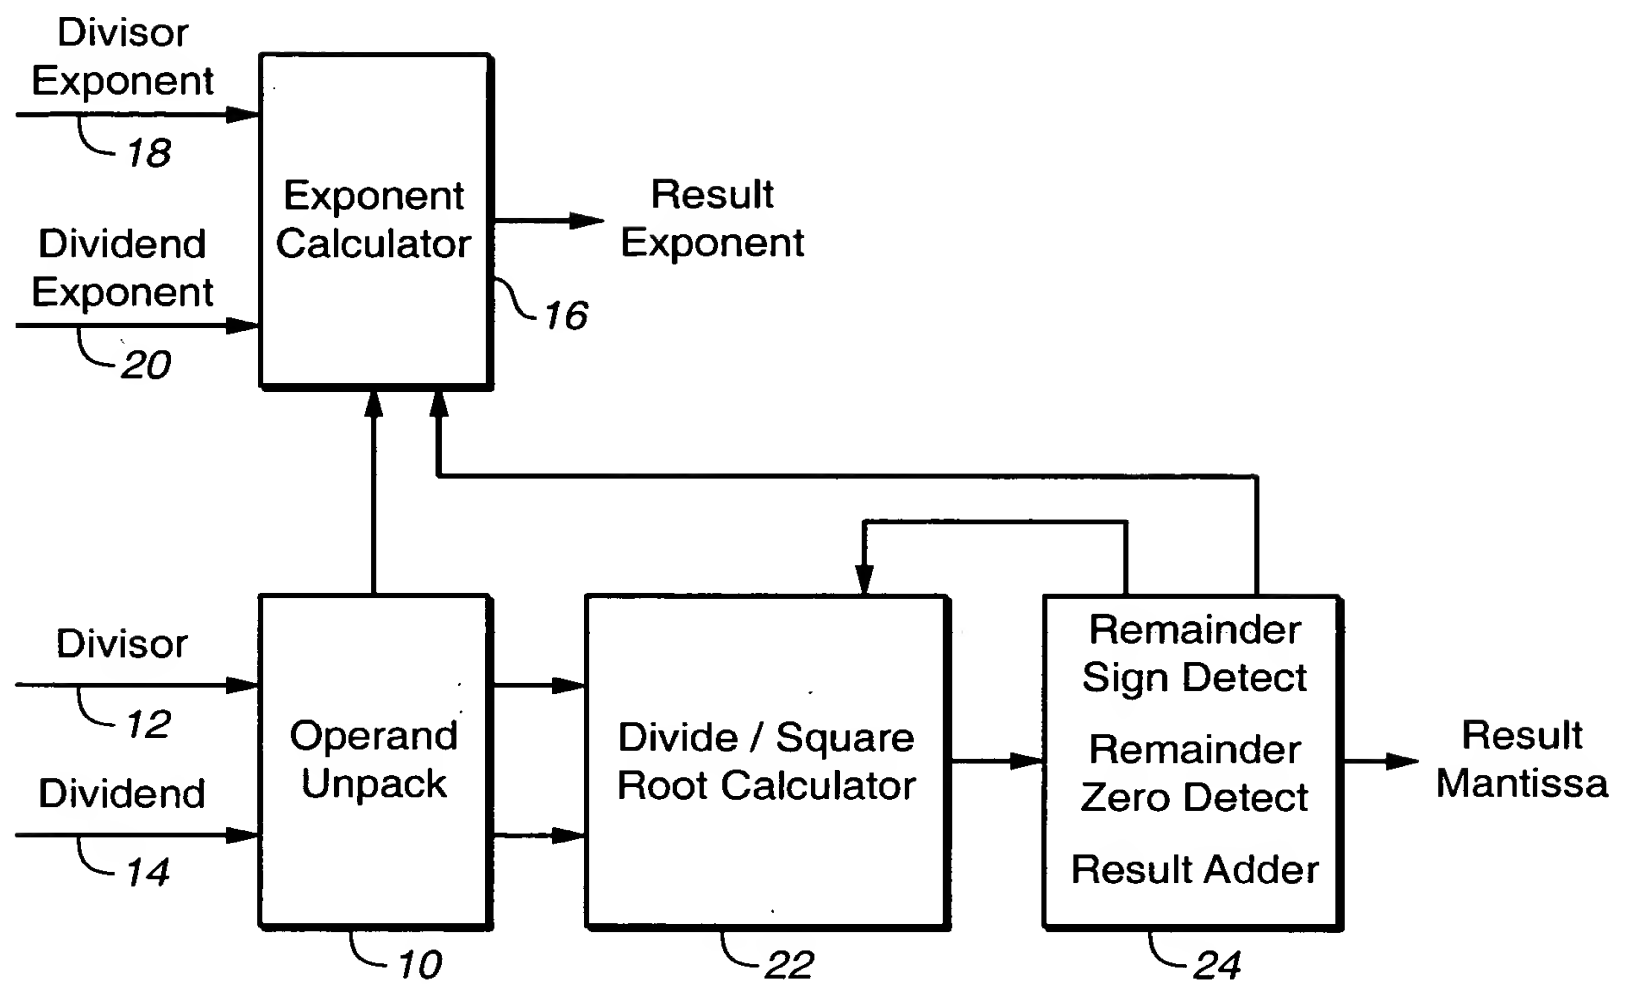 Divisor
Exponent
18
Dividend
Exponent
20
Exponent
Calculator
16
Result
Exponent
Divisor
12
Dividend
14
Operand
Unpack
10
Divide / Square
Root Calculator
22
Remainder
Sign Detect
Remainder
Zero Detect
Result Adder
24
Result
Mantissa